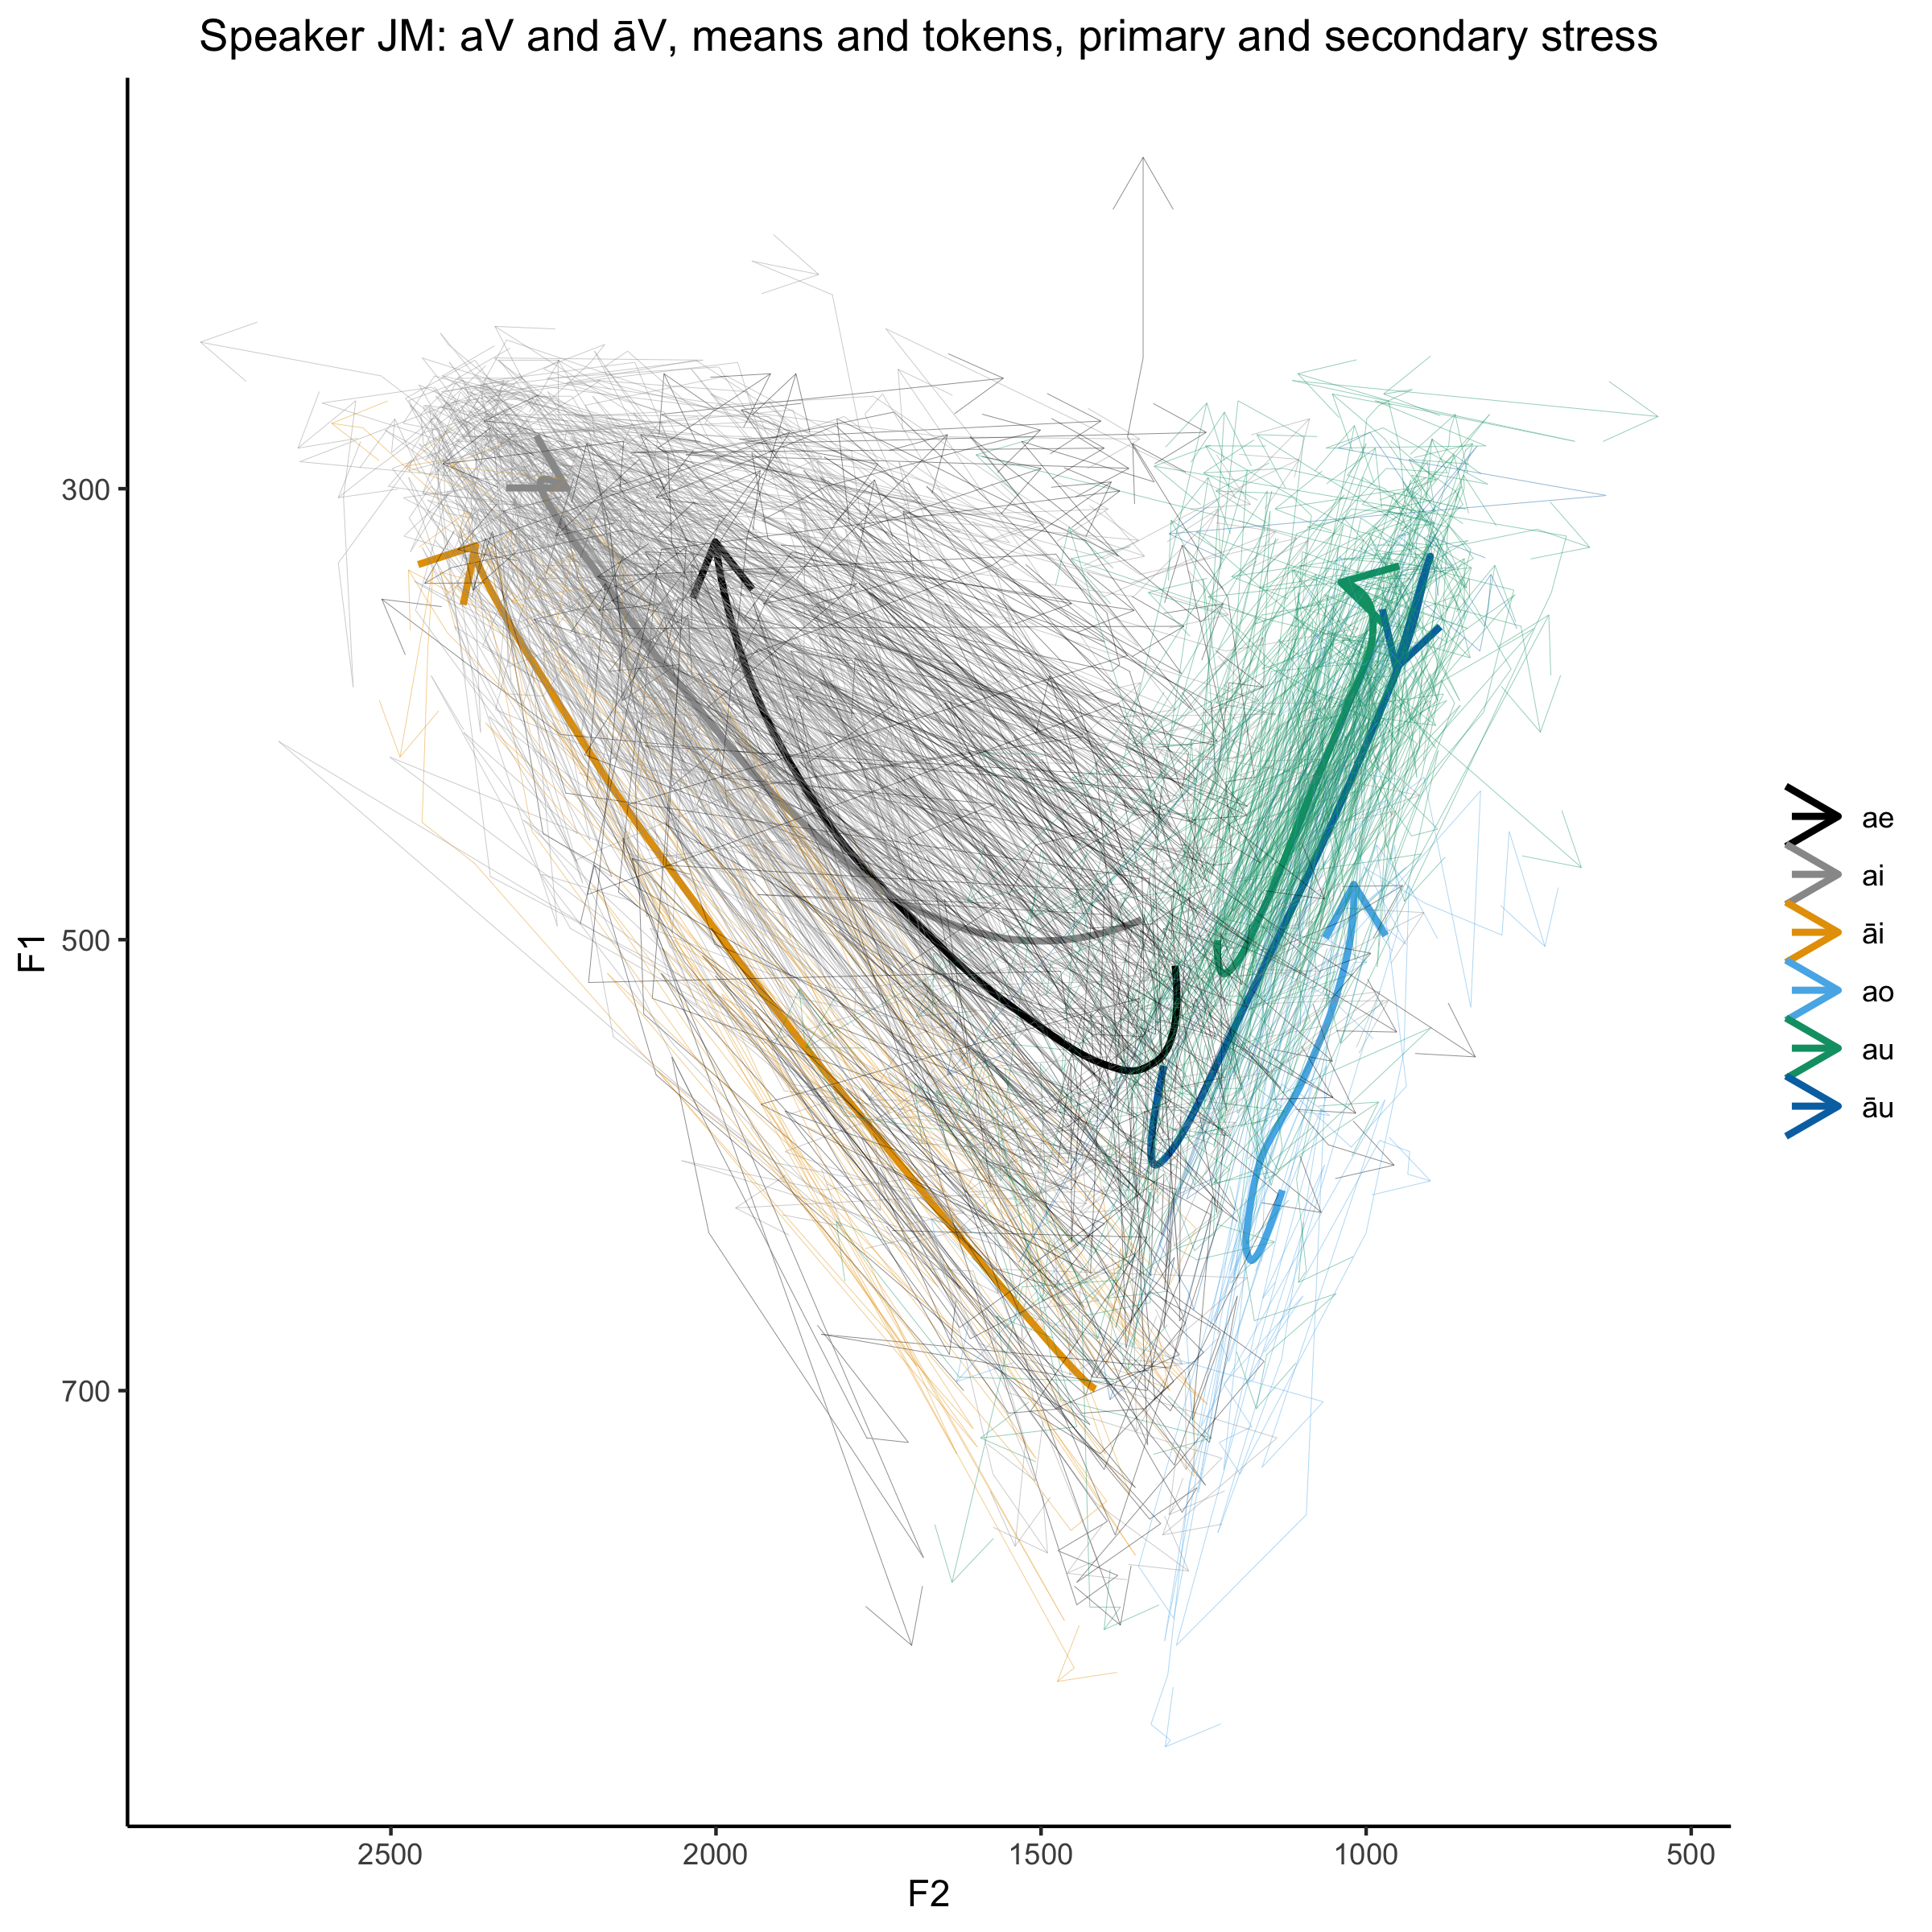 Speaker JM: aV and āV, means and tokens, primary and secondary stress
300
500
700
F1
2500
2000
1500
1000
500
F2
ae
ai
āi
ao
au
āu